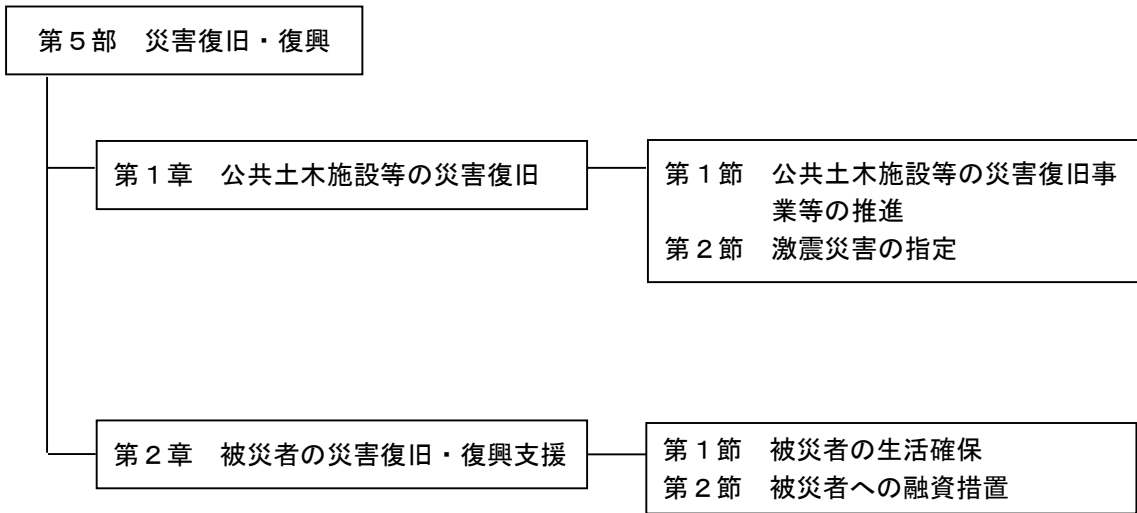 第５部　災害復旧・復興
第１章　公共土木施設等の災害復旧
第１節　公共土木施設等の災害復旧事
業等の推進
第２節　激震災害の指定
第２章　被災者の災害復旧・復興支援
第１節　被災者の生活確保
第２節　被災者への融資措置